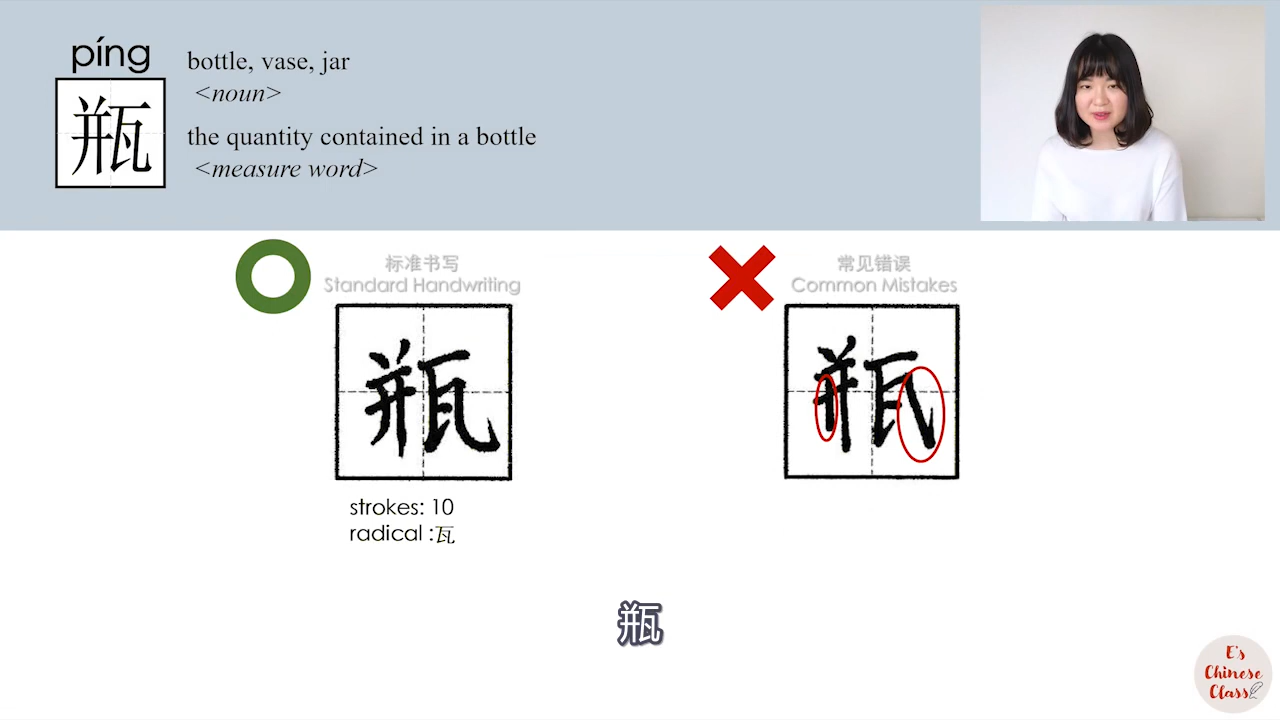 píng
瓶
bottle, vase, jar
<noun>
the quantity contained in a bottle
<measure word>
标准书写
Standard Handwriting
瓶
strokes: 10
radical :瓦
常见错误
Common Mistakes
瓶
瓶
E's
Chinese
Class